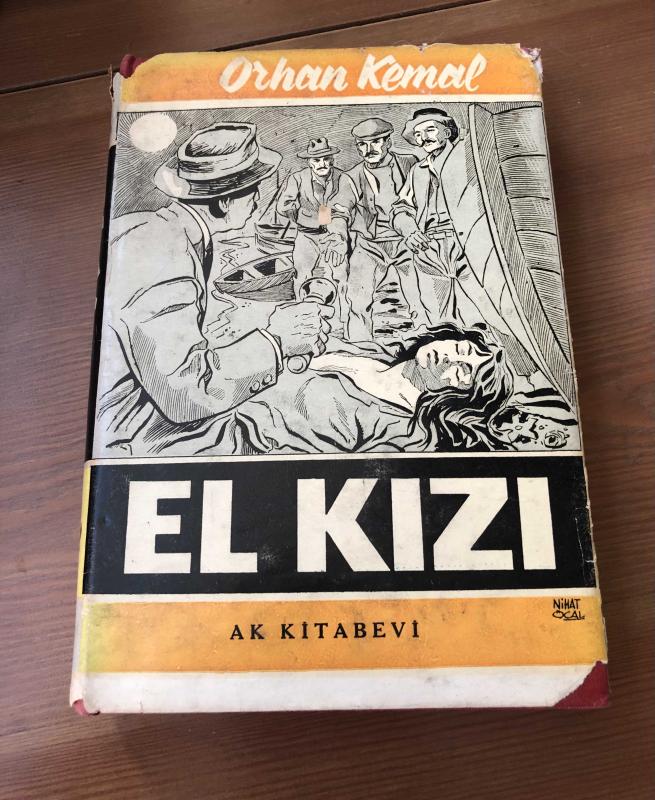 Orhan Kemal
EL KIZI
NİHAT
ÖCAL
AK KİTABEVİ